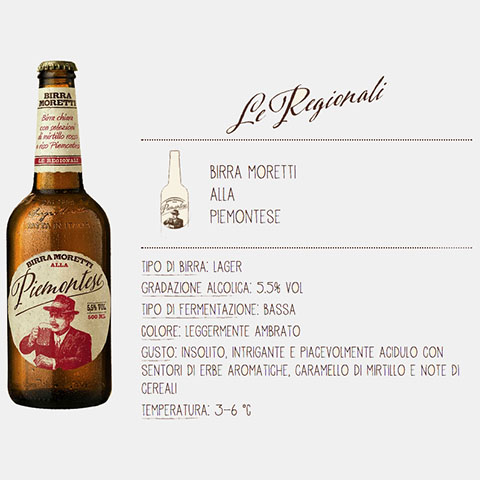 BIRRA
MORETTI
Birra chiara
con selezioni
di mirtillo rosso
e riso Piemontese
LE REGIONALI
BIRRA MORETTI
ALLA
Piemontese
5.5% VOL
500 ML
Le Regionali
Piemontese
BIRRA MORETTI
ALLA
PIEMONTESE
TIPO DI BIRRA: LAGER
GRADAZIONE ALCOLICA: 5.5% VOL
TIPO DI FERMENTAZIONE: BASSA
COLORE: LEGGERMENTE AMBRATO
GUSTO: INSOLITO, INTRIGANTE E PIACEVOLMENTE ACIDULO CON
SENTORI DI ERBE AROMATICHE, CARAMELLO DI MIRTILLO E NOTE DI
CEREALI
TEMPERATURA: 3-6 °C